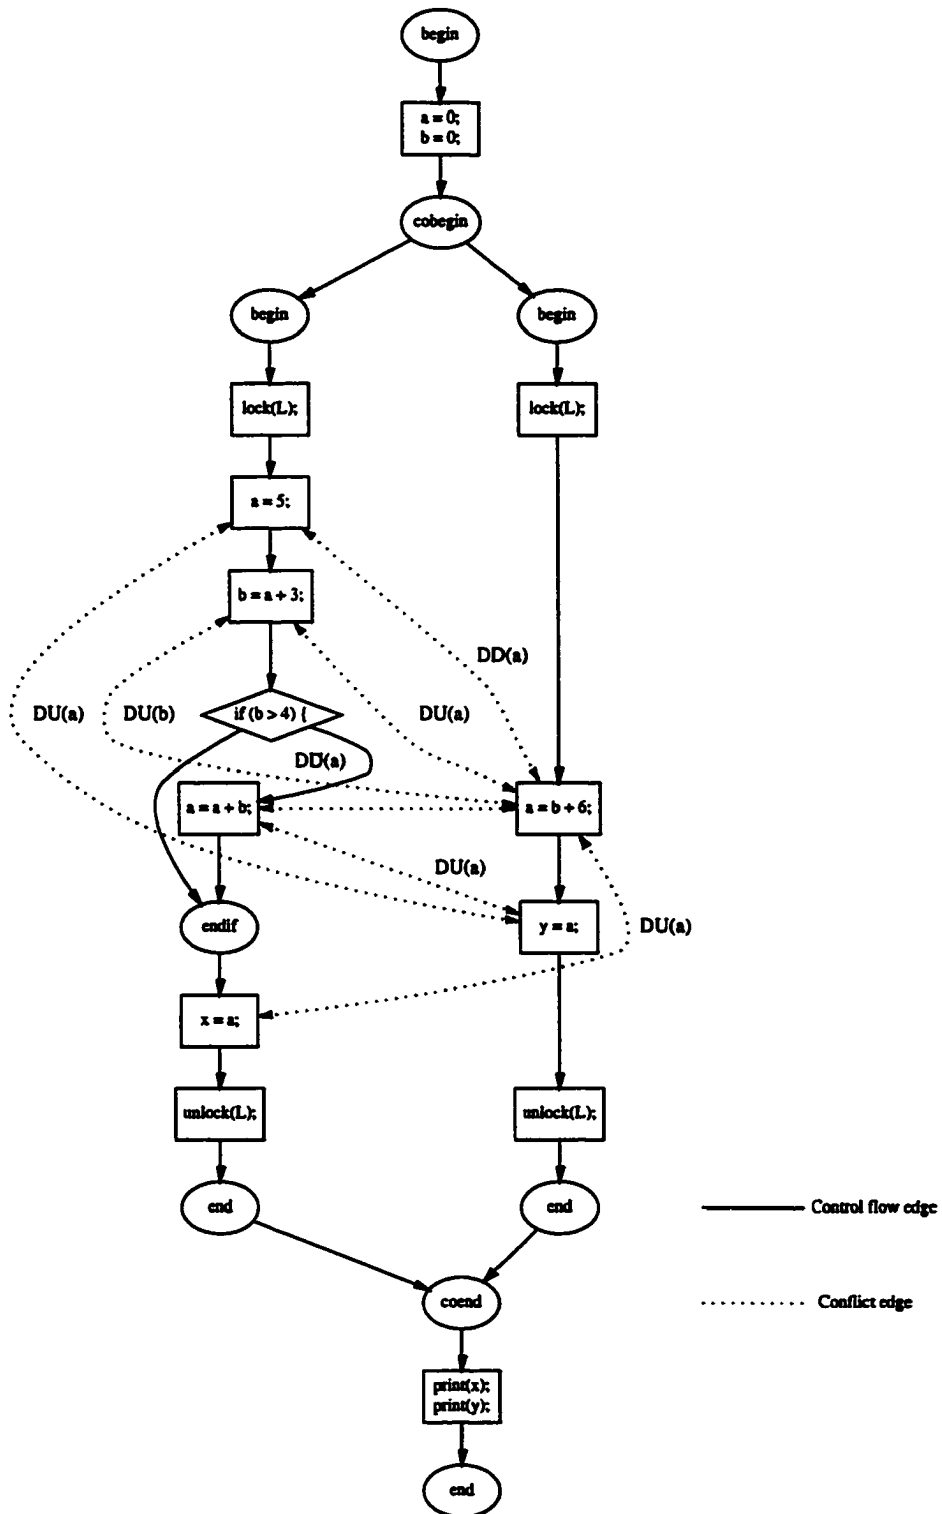 begin
a = 0;
b = 0;
cobegin
begin
begin
lock(L);
lock(L);
a = 5;
b = a + 3;
DD(a)
DU(a)
DU(b)
if (b > 4) {
DU(a)
DD(a)
a = a + b;
a = b + 6;
DU(a)
endif
y = a;
DU(a)
x = a;
unlock(L);
unlock(L);
end
end
Control flow edge
coend
Conflict edge
print(x);
print(y);
end